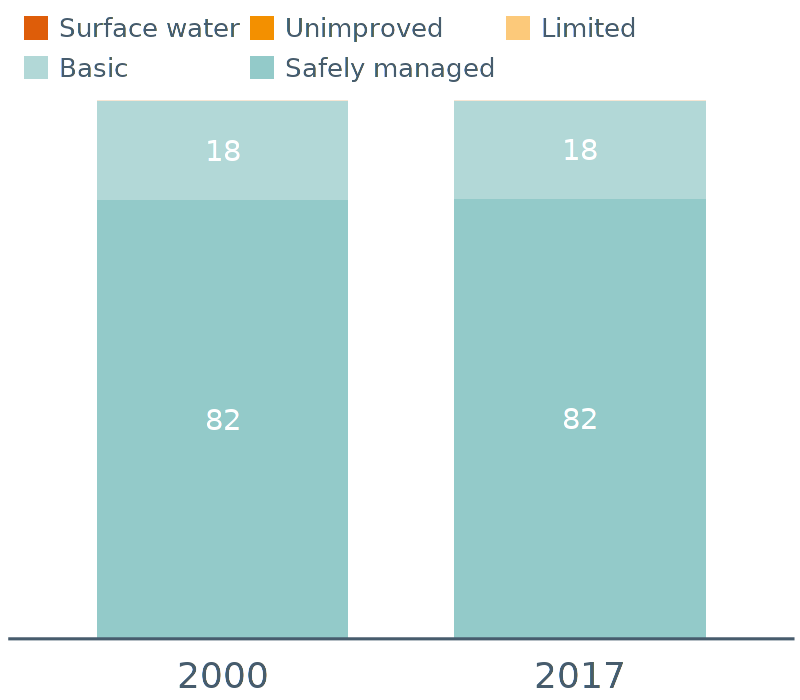 Surface water Unimproved Limited
Basic Safely managed
18 18
82 82
2000 2017